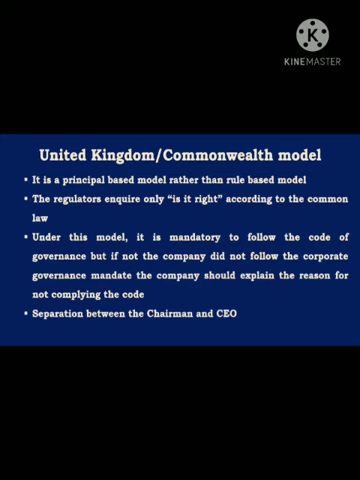 K
KINEMASTER
United Kingdom/Commonwealth model
▪ It is a principal based model rather than rule based model
▪ The regulators enquire only “is it right” according to the common
law
▪ Under this model, it is mandatory to follow the code of
governance but if not the company did not follow the corporate
governance mandate the company should explain the reason for
not complying the code
▪ Separation between the Chairman and CEO